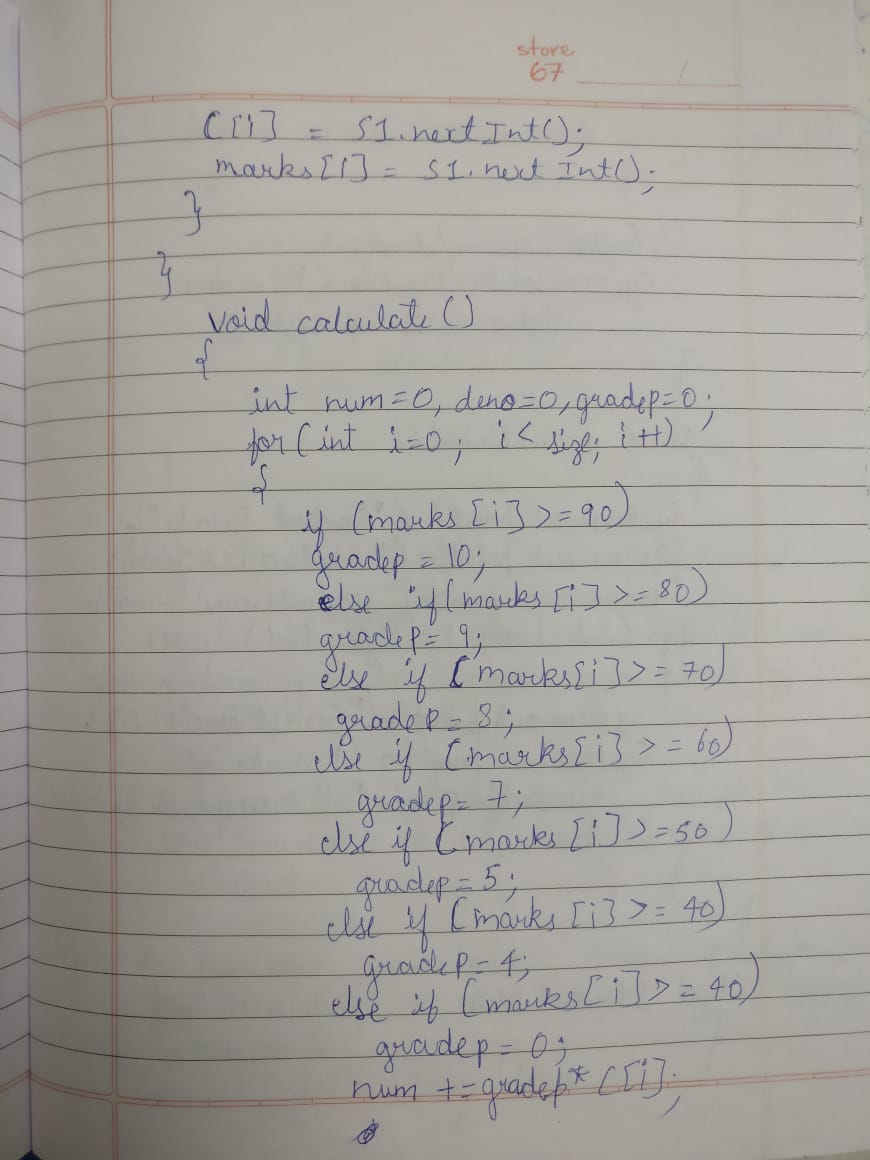 store
67
C[i] = S1.nextInt();
marks[i] = S1.nextInt();
}
}
void calculate()
{
int num=0, deno=0, gradep=0;
for(int i=0; i< size; i++)
{
if (marks[i]>=90)
gradep = 10;
else if(marks[i]>=80)
gradep= 9;
else if (marks[i]>=70)
gradep = 8;
else if (marks[i]>=60)
gradep= 7;
else if (marks[i]>=50)
gradep=5;
else if (marks[i]>=40)
gradep=4;
else if (marks[i]>=40)
gradep= 0;
num +=gradep* C[i];